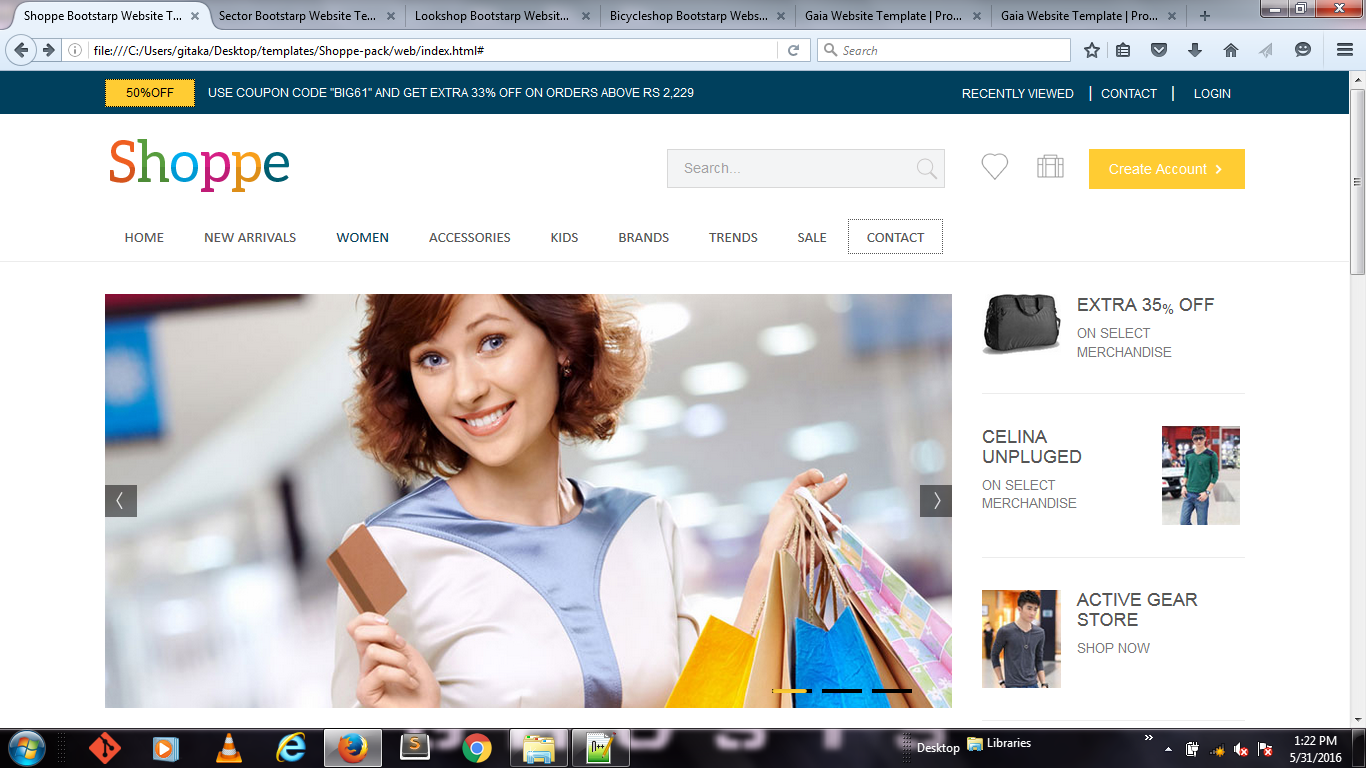 Shoppe Bootstarp Website T...
Sector Bootstarp Website Te...
Lookshop Bootstarp Websit...
Bicycleshop Bootstarp Webs...
Gaia Website Template | Pro...
Gaia Website Template | Pro...
file:///C:/Users/gitaka/Desktop/templates/Shoppe-pack/web/index.html#
Search
50%OFF
USE COUPON CODE "BIG61" AND GET EXTRA 33% OFF ON ORDERS ABOVE RS 2,229
RECENTLY VIEWED | CONTACT | LOGIN
Shoppe
Search...
Create Account
HOME NEW ARRIVALS WOMEN ACCESSORIES KIDS BRANDS TRENDS SALE CONTACT
EXTRA 35% OFF
ON SELECT
MERCHANDISE
CELINA
UNPLUGED
ON SELECT
MERCHANDISE
ACTIVE GEAR
STORE
SHOP NOW
Desktop
Libraries
1:22 PM
5/31/2016